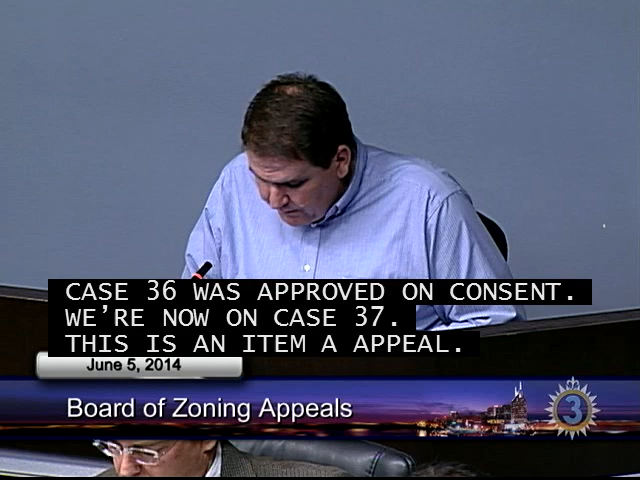 CASE 36 WAS APPROVED ON CONSENT.
WE'RE NOW ON CASE 37.
THIS IS AN ITEM A APPEAL.
June 5, 2014
Board of Zoning Appeals
3